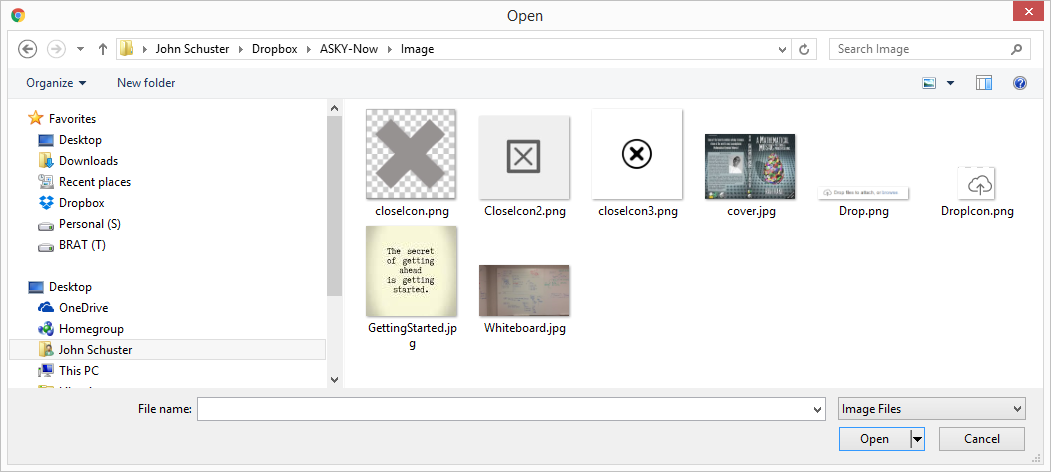 Open
John Schuster Dropbox ASKY-Now Image
Search Image
Organize New folder
Favorites
Desktop
Downloads
Recent places
Dropbox
Personal (S)
BRAT (T)
Desktop
OneDrive
Homegroup
John Schuster
This PC
closeIcon.png
CloseIcon2.png
closeIcon3.png
A MATHEMATICAL
cover.jpg
Drop files to attach, or browse.
Drop.png
DropIcon.png
The secret
of getting
ahead
is getting
started.
GettingStarted.jp
g
Whiteboard.jpg
File name:
Image Files
Open
Cancel